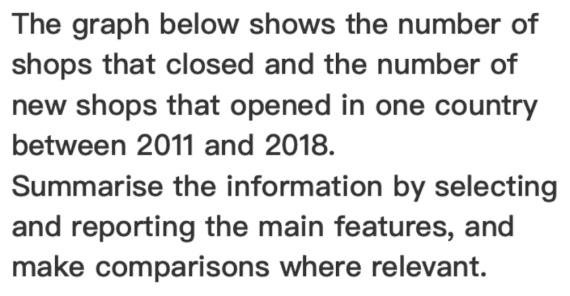 The graph below shows the number of
shops that closed and the number of
new shops that opened in one country
between 2011 and 2018.
Summarise the information by selecting
and reporting the main features, and
make comparisons where relevant.